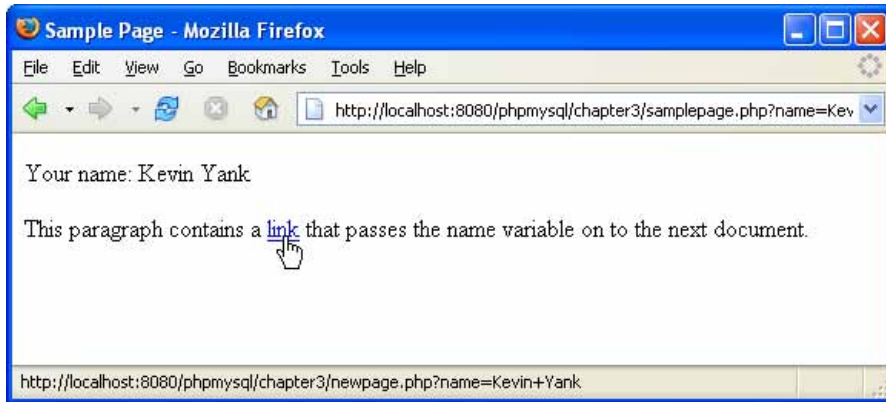 Sample Page - Mozilla Firefox
File Edit View Go Bookmarks Tools Help
http://localhost:8080/phpmysql/chapter3/samplepage.php?name=Kev
Your name: Kevin Yank
This paragraph contains a link that passes the name variable on to the next document.
http://localhost:8080/phpmysql/chapter3/newpage.php?name=Kevin+Yank